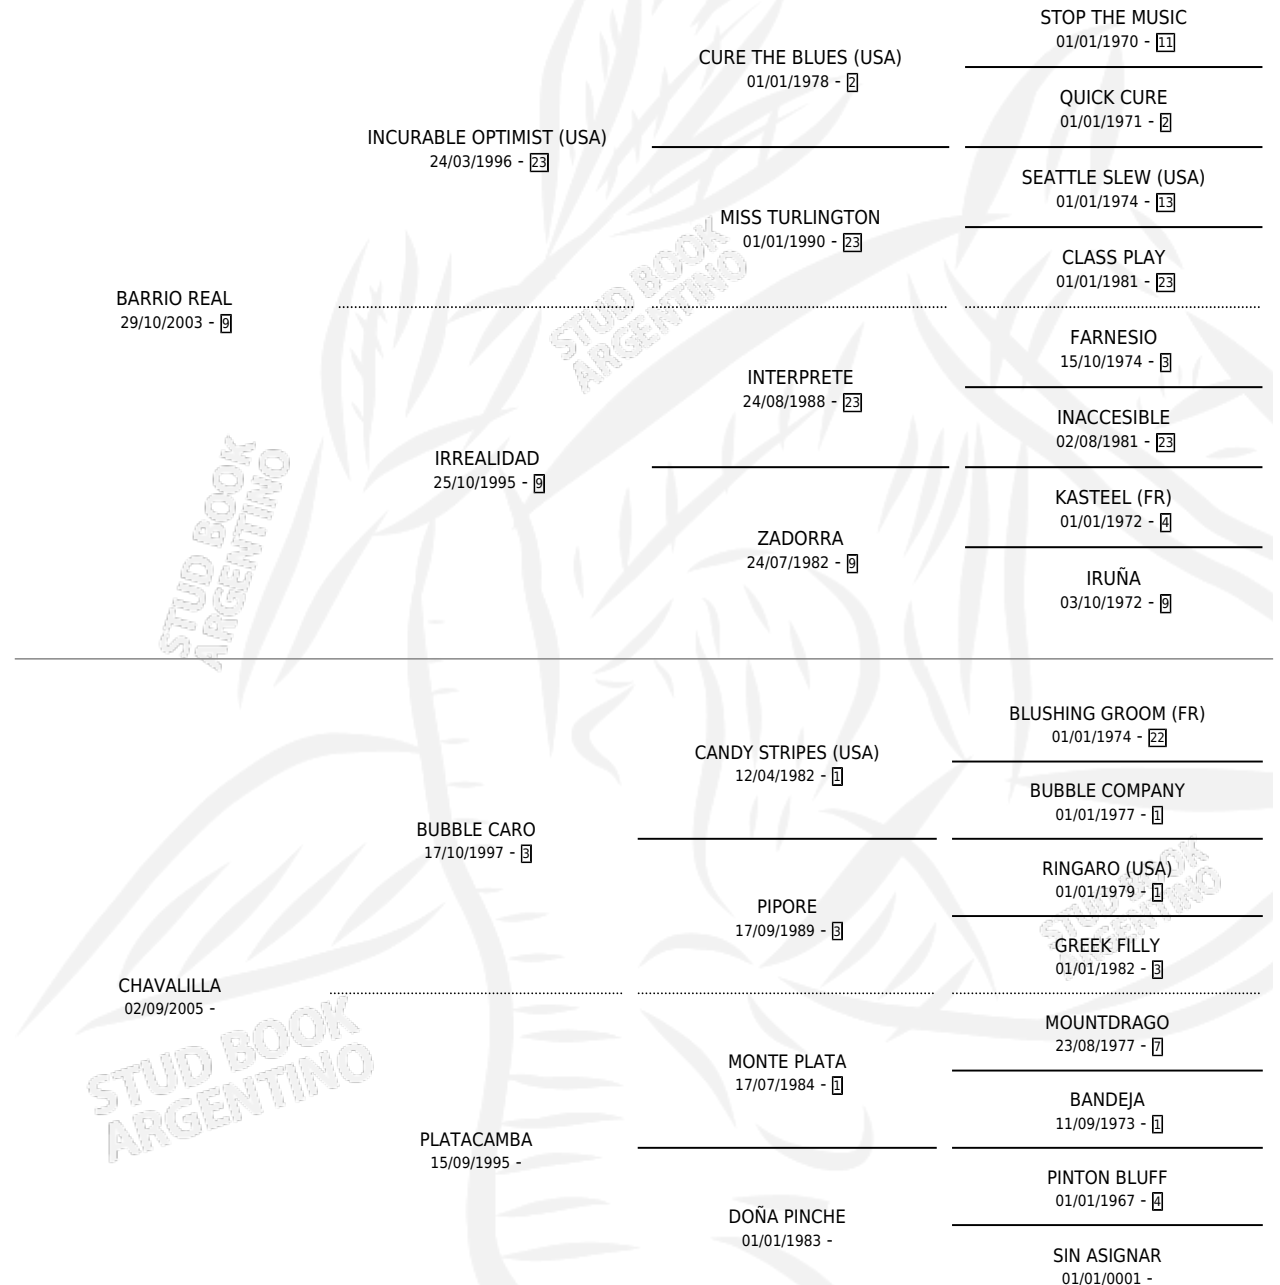 STOP THE MUSIC
01/01/1970 - 11
CURE THE BLUES (USA)
01/01/1978 - 2
QUICK CURE
01/01/1971 - 2
INCURABLE OPTIMIST (USA)
24/03/1996 - 23
SEATTLE SLEW (USA)
01/01/1974 - 13
MISS TURLINGTON
01/01/1990 - 23
CLASS PLAY
01/01/1981 - 23
BARRIO REAL
29/10/2003 - 9
FARNESIO
15/10/1974 - 3
INTERPRETE
24/08/1988 - 23
INACCESIBLE
02/08/1981 - 23
IRREALIDAD
25/10/1995 - 9
KASTEEL (FR)
01/01/1972 - 4
ZADORRA
24/07/1982 - 9
IRUÑA
03/10/1972 - 9
BLUSHING GROOM (FR)
01/01/1974 - 22
CANDY STRIPES (USA)
12/04/1982 - 1
BUBBLE COMPANY
01/01/1977 - 1
BUBBLE CARO
17/10/1997 - 3
RINGARO (USA)
01/01/1979 - 1
PIPORE
17/09/1989 - 3
GREEK FILLY
01/01/1982 - 3
CHAVALILLA
02/09/2005 -
MOUNTDRAGO
23/08/1977 - 7
MONTE PLATA
17/07/1984 - 1
BANDEJA
11/09/1973 - 1
PLATACAMBA
15/09/1995 -
PINTON BLUFF
01/01/1967 - 4
DOÑA PINCHE
01/01/1983 -
SIN ASIGNAR
01/01/0001 -
STUD BOOK
ARGENTINO
STUD BOOK
ARGENTINO
STUD BOOK
ARGENTINO
STUD BOOK
ARGENTINO